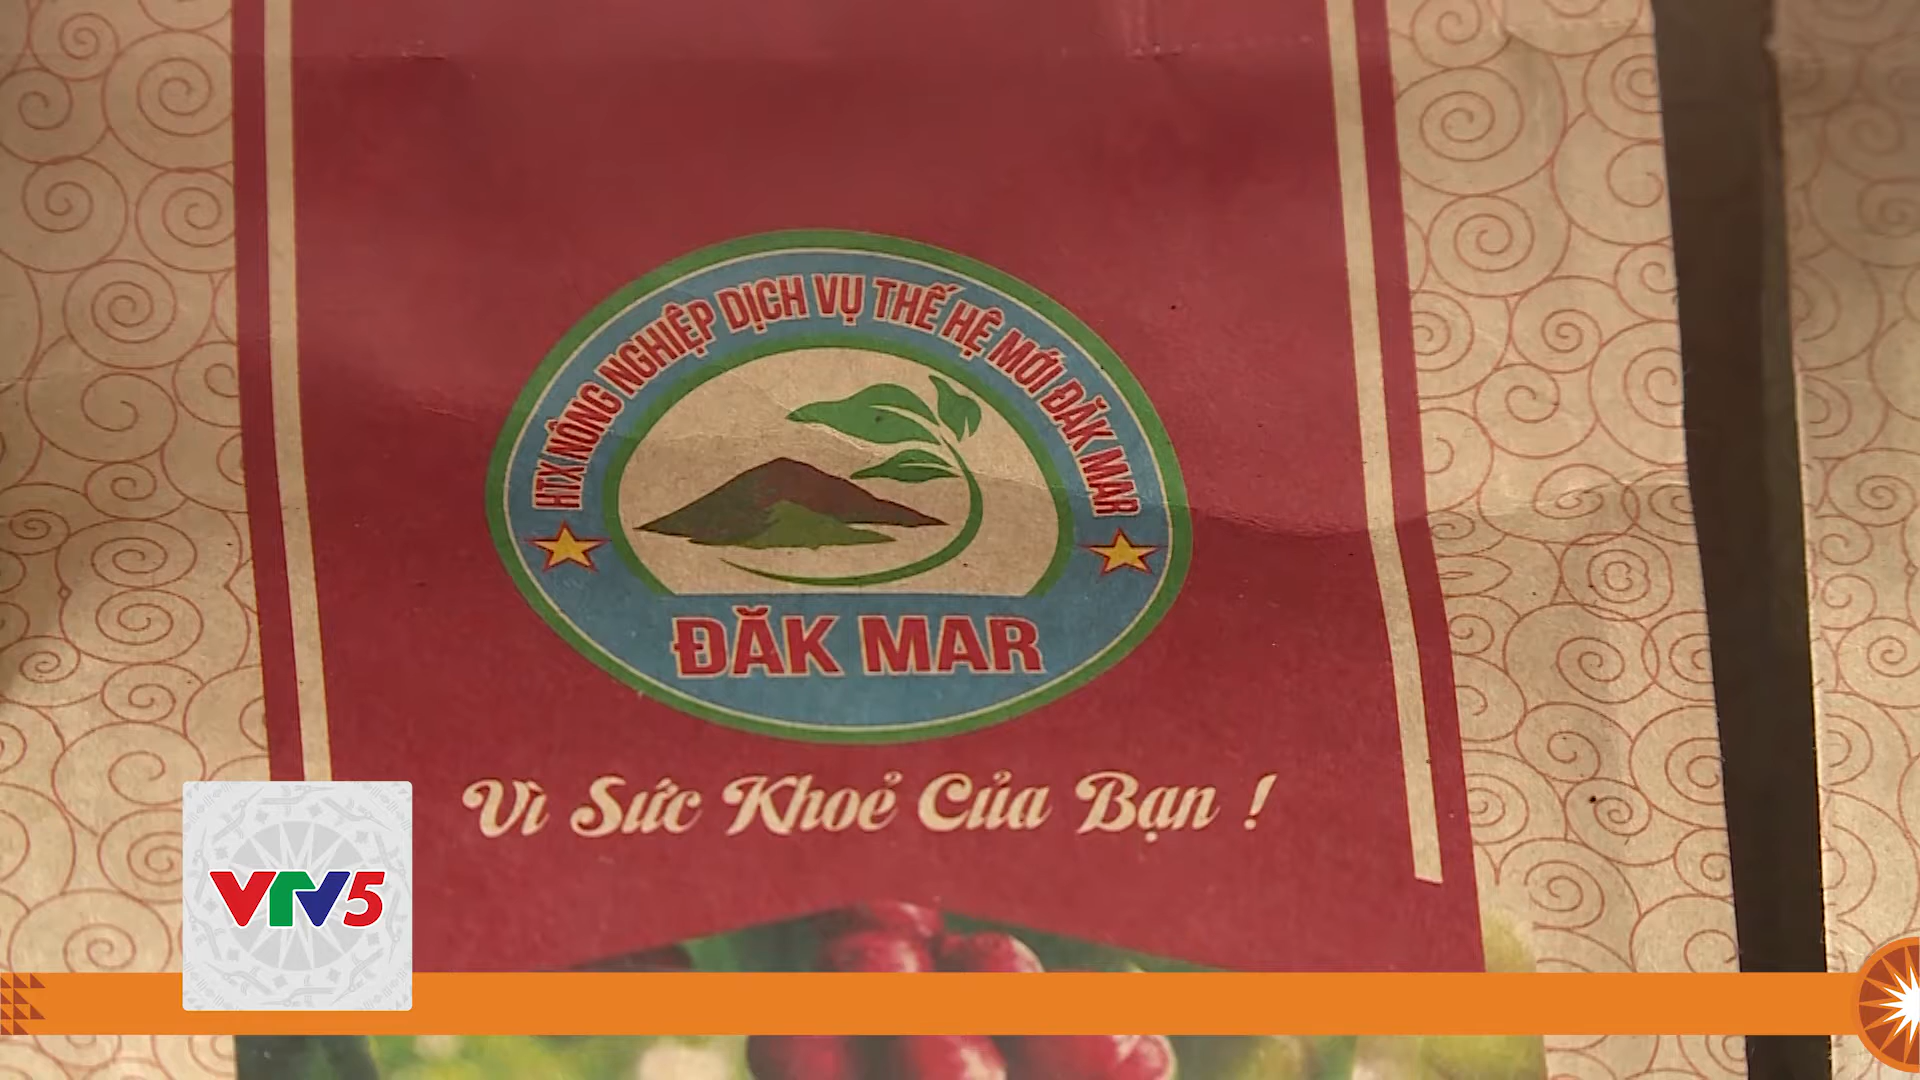 HTX NÔNG NGHIỆP DỊCH VỤ THẾ HỆ MỚI ĐĂK MAR
ĐĂK MAR
Vì Sức Khoẻ Của Bạn !
VTV5